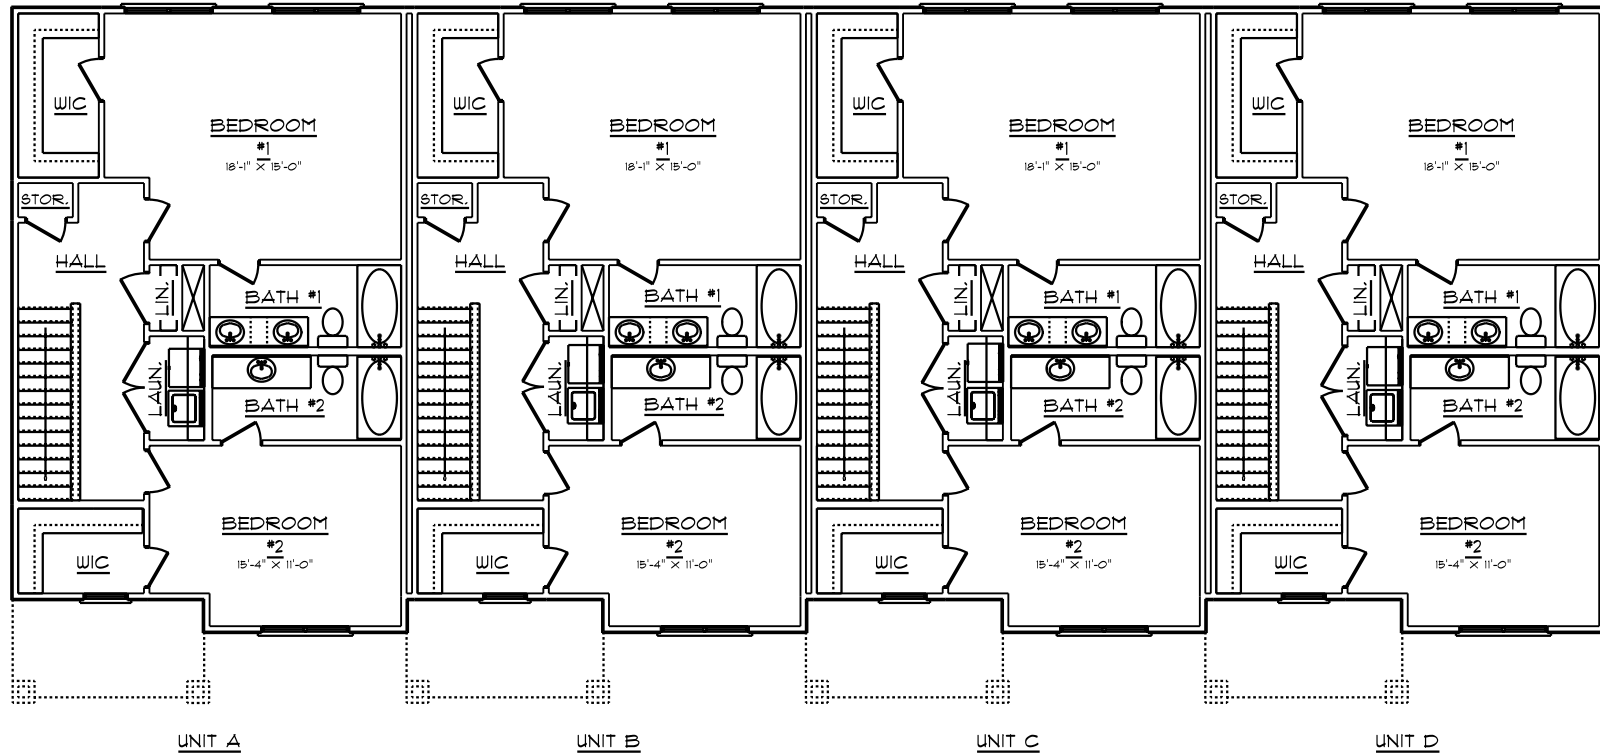 WIC
BEDROOM
#1
18'-1" X 15'-0"
STOR.
HALL
LIN.
BATH #1
LAUN.
BATH #2
BEDROOM
#2
15'-4" X 11'-0"
WIC
UNIT A
WIC
BEDROOM
#1
18'-1" X 15'-0"
STOR.
HALL
LIN.
BATH #1
LAUN.
BATH #2
BEDROOM
#2
15'-4" X 11'-0"
WIC
UNIT B
WIC
BEDROOM
#1
18'-1" X 15'-0"
STOR.
HALL
LIN.
BATH #1
LAUN.
BATH #2
BEDROOM
#2
15'-4" X 11'-0"
WIC
UNIT C
WIC
BEDROOM
#1
18'-1" X 15'-0"
STOR.
HALL
LIN.
BATH #1
LAUN.
BATH #2
BEDROOM
#2
15'-4" X 11'-0"
WIC
UNIT D